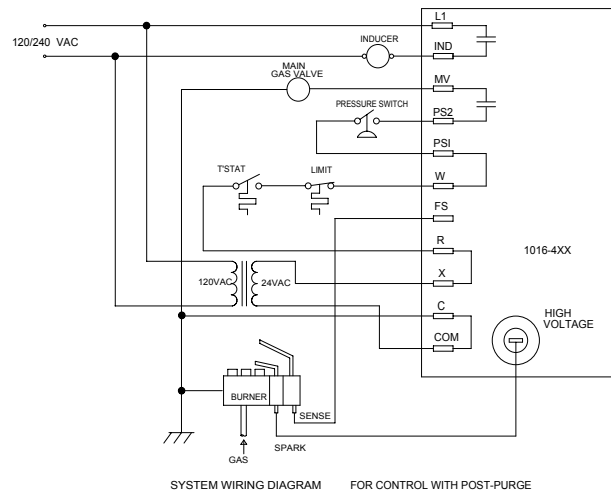 L1
120/240 VAC
INDUCER
IND
MAIN
GAS VALVE
MV
PRESSURE SWITCH
PS2
PSI
T'STAT
LIMIT
W
FS
R
1016-4XX
120VAC
24VAC
X
C
HIGH
VOLTAGE
COM
BURNER
SENSE
SPARK
GAS
SYSTEM WIRING DIAGRAM FOR CONTROL WITH POST-PURGE